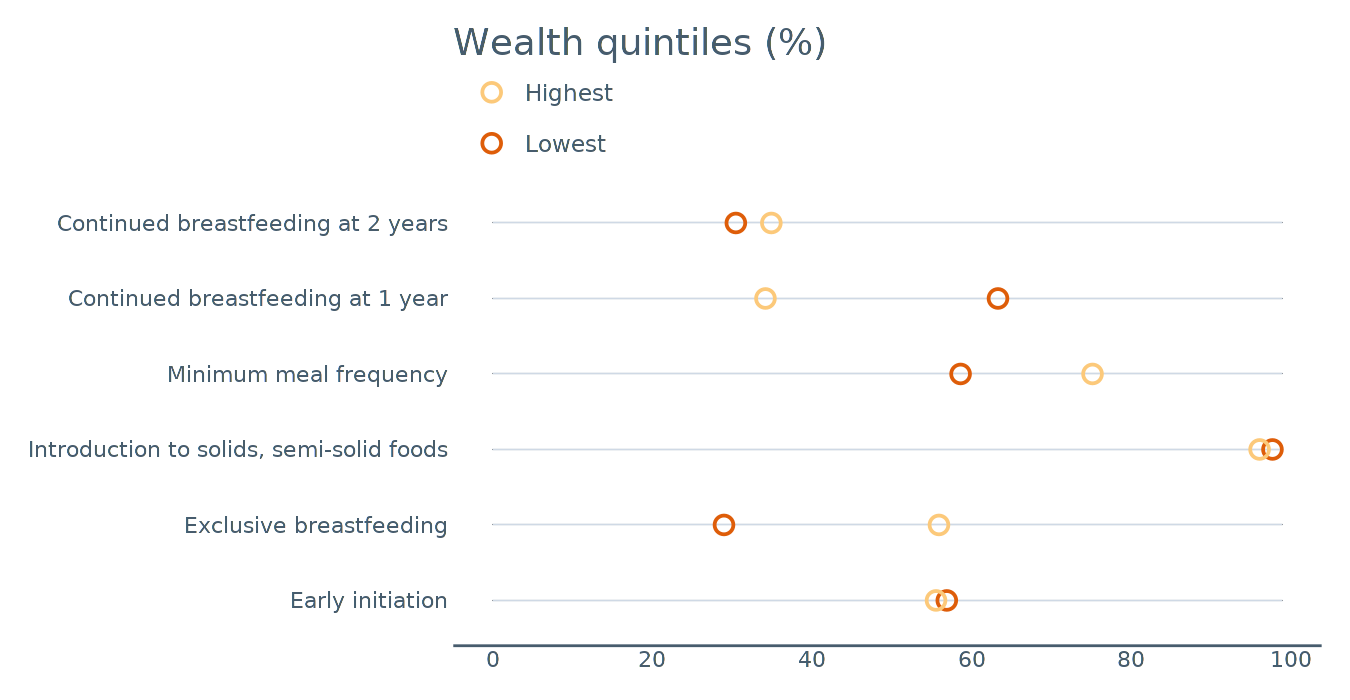 Wealth quintiles (%)
Highest
Lowest
Continued breastfeeding at 2 years
Continued breastfeeding at 1 year
Minimum meal frequency
Introduction to solids, semi-solid foods
Exclusive breastfeeding
Early initiation
0 20 40 60 80 100